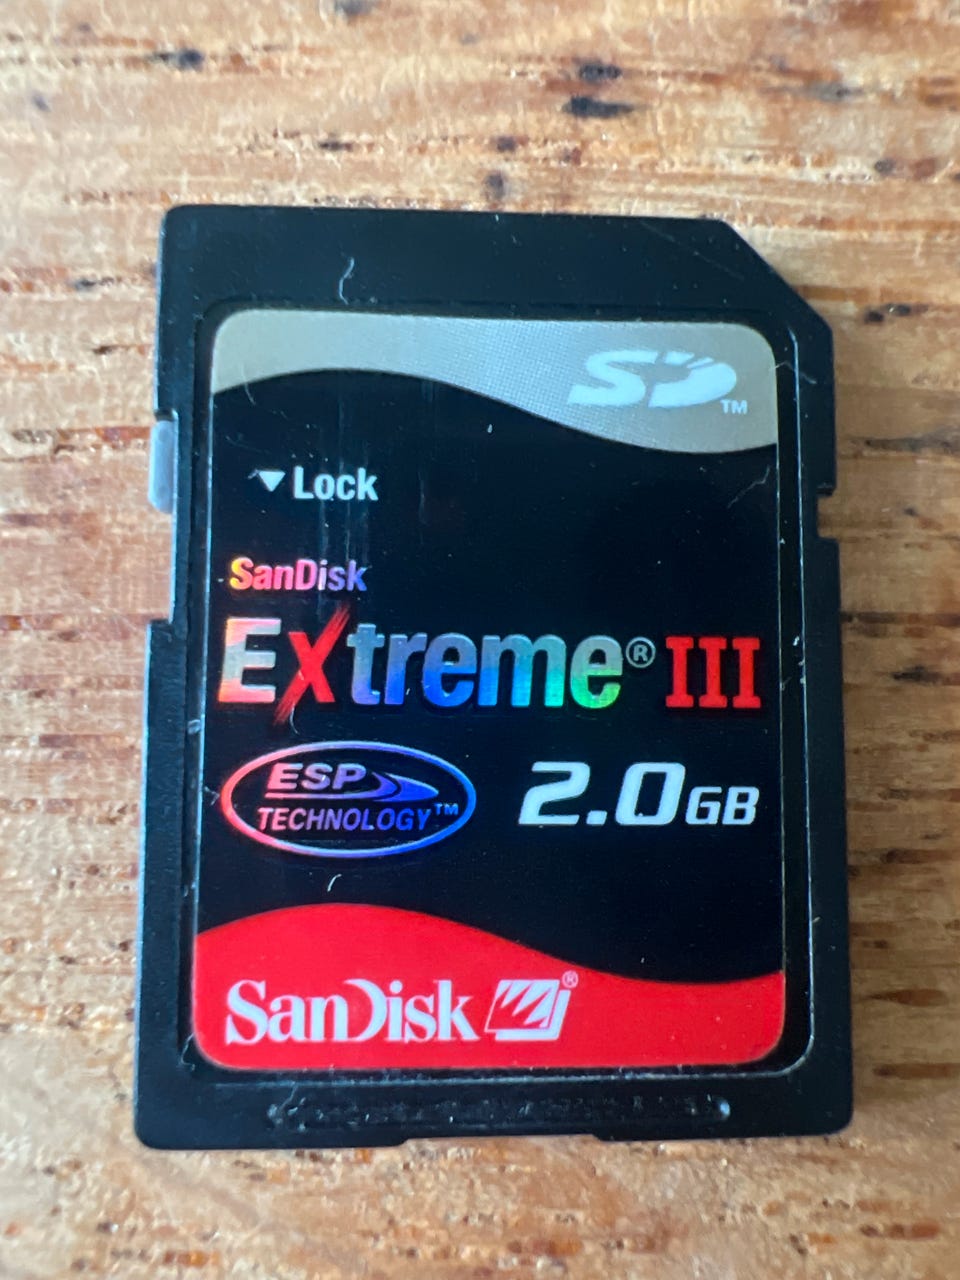 SD™
▼Lock
SanDisk
Extreme® III
ESP
TECHNOLOGY™
2.0GB
SanDisk®